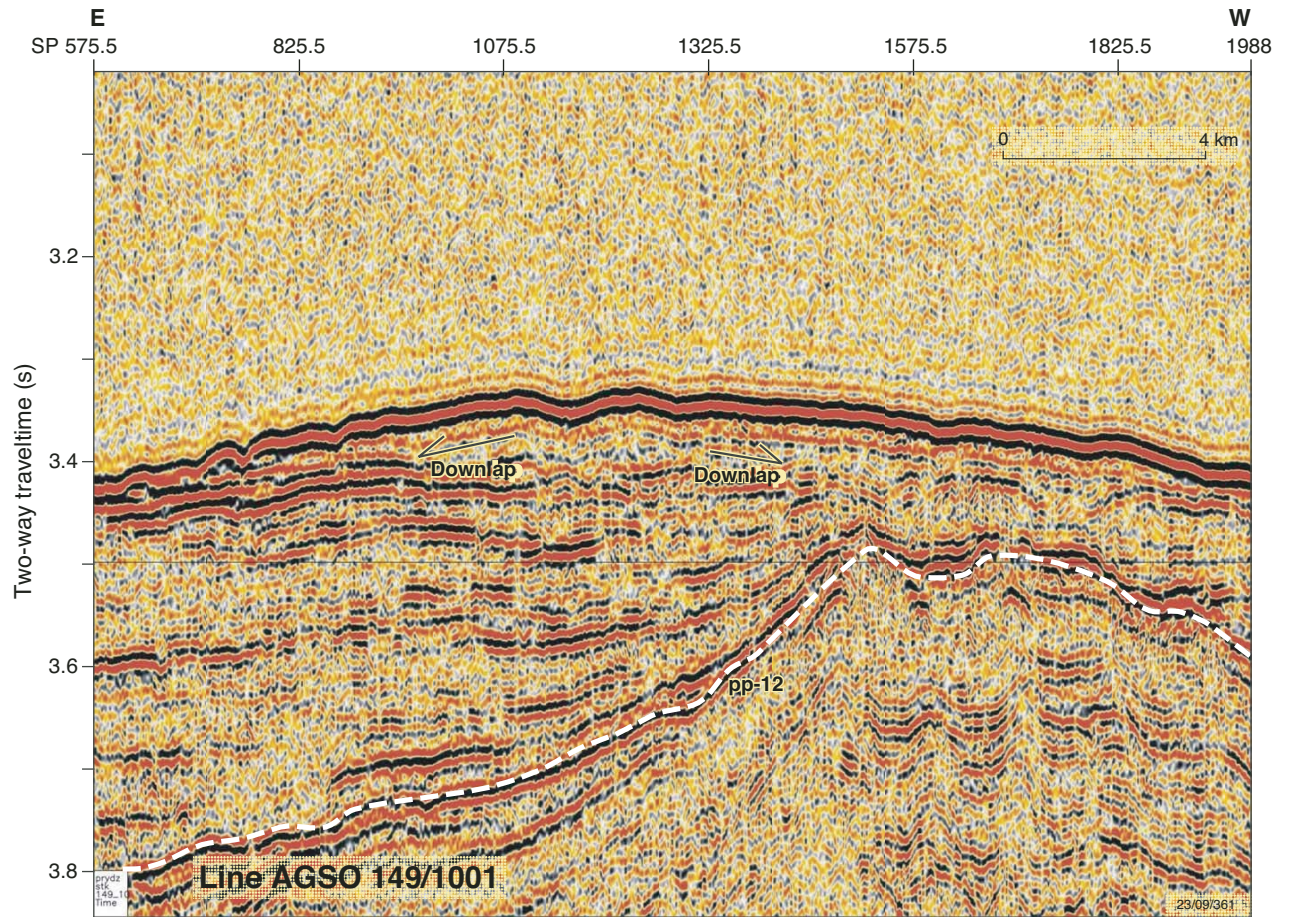 E W
SP 575.5 825.5 1075.5 1325.5 1575.5 1825.5 1988
0 4 km
3.2
Two-way traveltime (s)
3.4
Downlap Downlap
3.6
pp-12
3.8
Line AGSO 149/1001
prydz
stk
149_10
Time
23/09/361